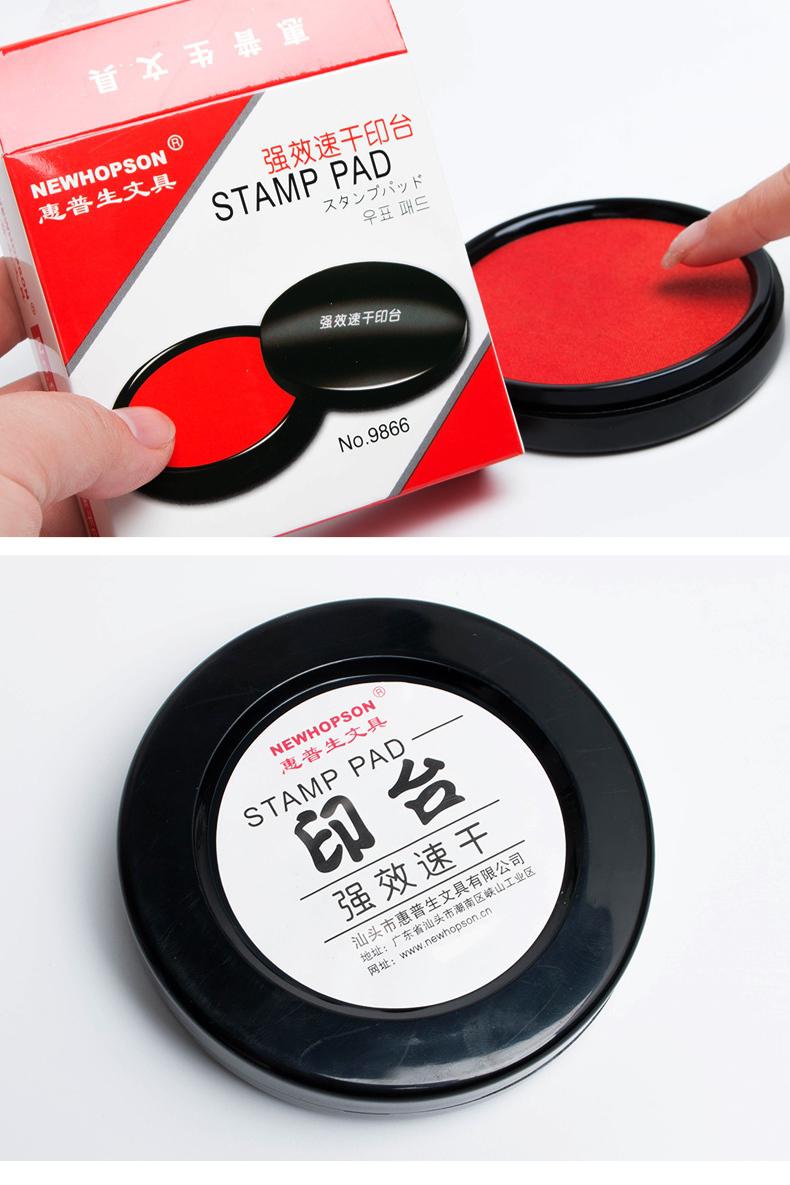 惠普生文具
NEWHOPSON®
惠普生文具
强效速干印台
STAMP PAD
スタンプパッド
우표 패드
强效速干印台
No.9866
NEWHOPSON®
惠普生文具
STAMP PAD
印台
强效速干
汕头市惠普生文具有限公司
地址：广东省汕头市潮南区峡山工业区
网址：www.newhopson.cn